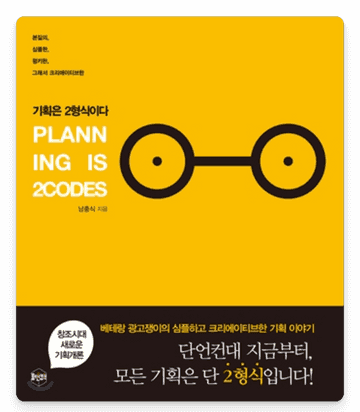 본질의,
심플한,
펑키한,
그래서 크리에이티브한
기획은 2형식이다
PLANN
ING IS
2CODES
남충식 지음
창조시대
새로운
기획개론
베테랑 광고쟁이의 심플하고 크리에이티브한 기획 이야기
단언컨대 지금부터,
모든 기획은 단 2형식입니다!